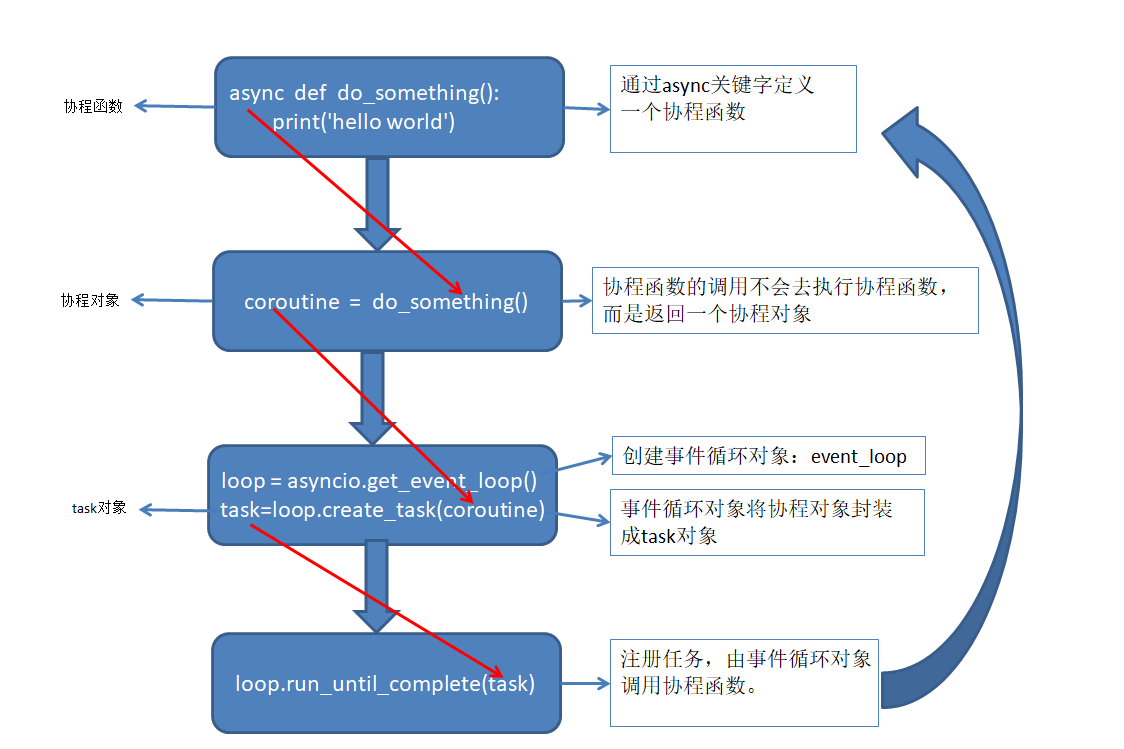 async def do_something():
print('hello world')
协程函数
通过async关键字定义
一个协程函数
coroutine = do_something()
协程对象
协程函数的调用不会去执行协程函数，
而是返回一个协程对象
loop = asyncio.get_event_loop()
task=loop.create_task(coroutine)
task对象
创建事件循环对象：event_loop
事件循环对象将协程对象封装
成task对象
loop.run_until_complete(task)
注册任务，由事件循环对象
调用协程函数。